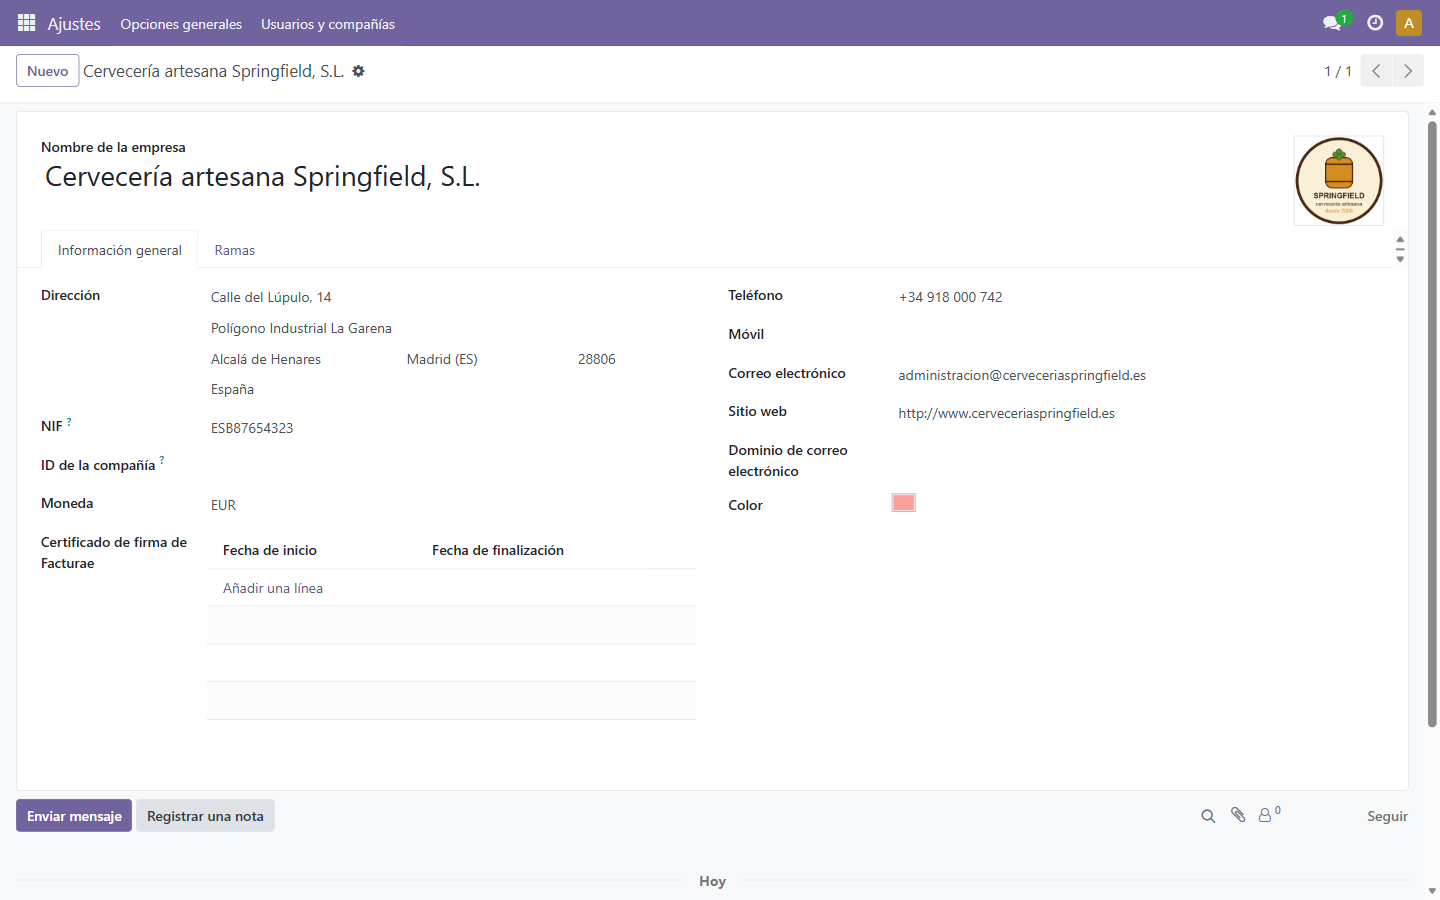 Ajustes Opciones generales Usuarios y compañías 1 A
Nuevo Cervecería artesana Springfield, S.L. 1 / 1
Nombre de la empresa
Cervecería artesana Springfield, S.L.
SPRINGFIELD
cervecería artesana
desde 2026
Información general Ramas
Dirección Calle del Lúpulo, 14
Polígono Industrial La Garena
Alcalá de Henares Madrid (ES) 28806
España
NIF ? ESB87654323
ID de la compañía ?
Moneda EUR
Certificado de firma de Facturae
Fecha de inicio Fecha de finalización
Añadir una línea
Teléfono +34 918 000 742
Móvil
Correo electrónico administracion@cerveceriaspringfield.es
Sitio web http://www.cerveceriaspringfield.es
Dominio de correo
electrónico
Color
Enviar mensaje Registrar una nota 0 Seguir
Hoy